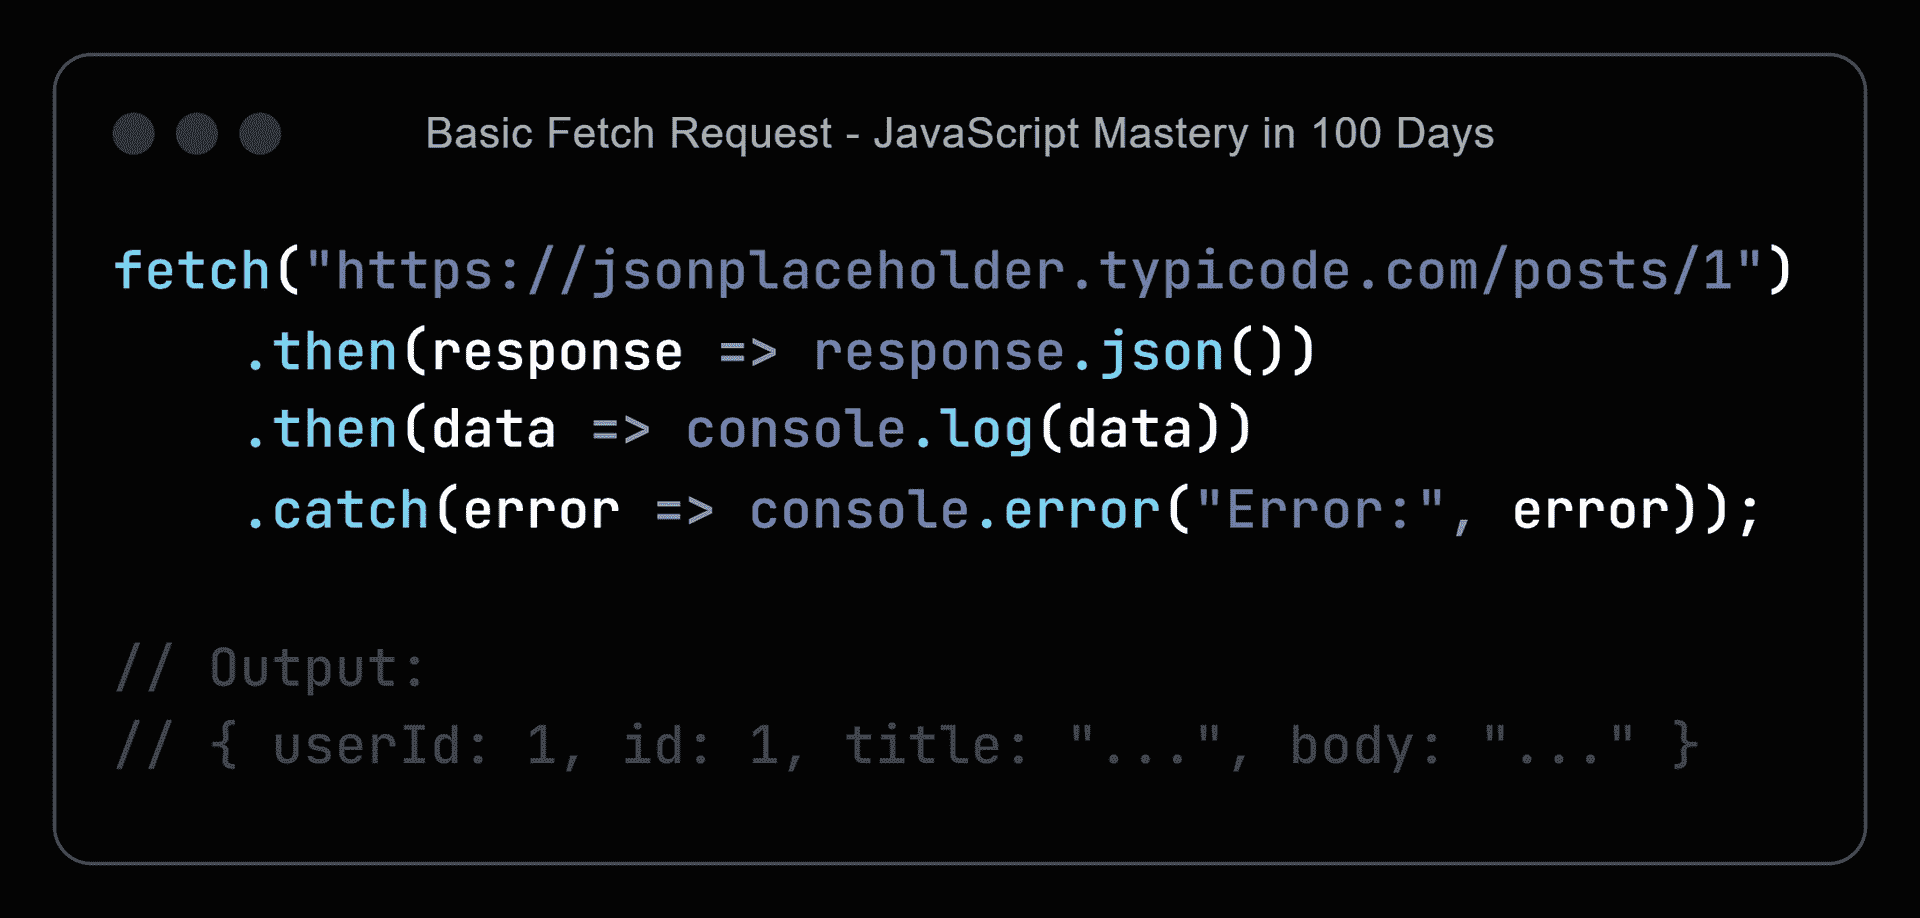 Basic Fetch Request - JavaScript Mastery in 100 Days
fetch("https://jsonplaceholder.typicode.com/posts/1")
    .then(response => response.json())
    .then(data => console.log(data))
    .catch(error => console.error("Error:", error));
// Output:
// { userId: 1, id: 1, title: "...", body: "..." }